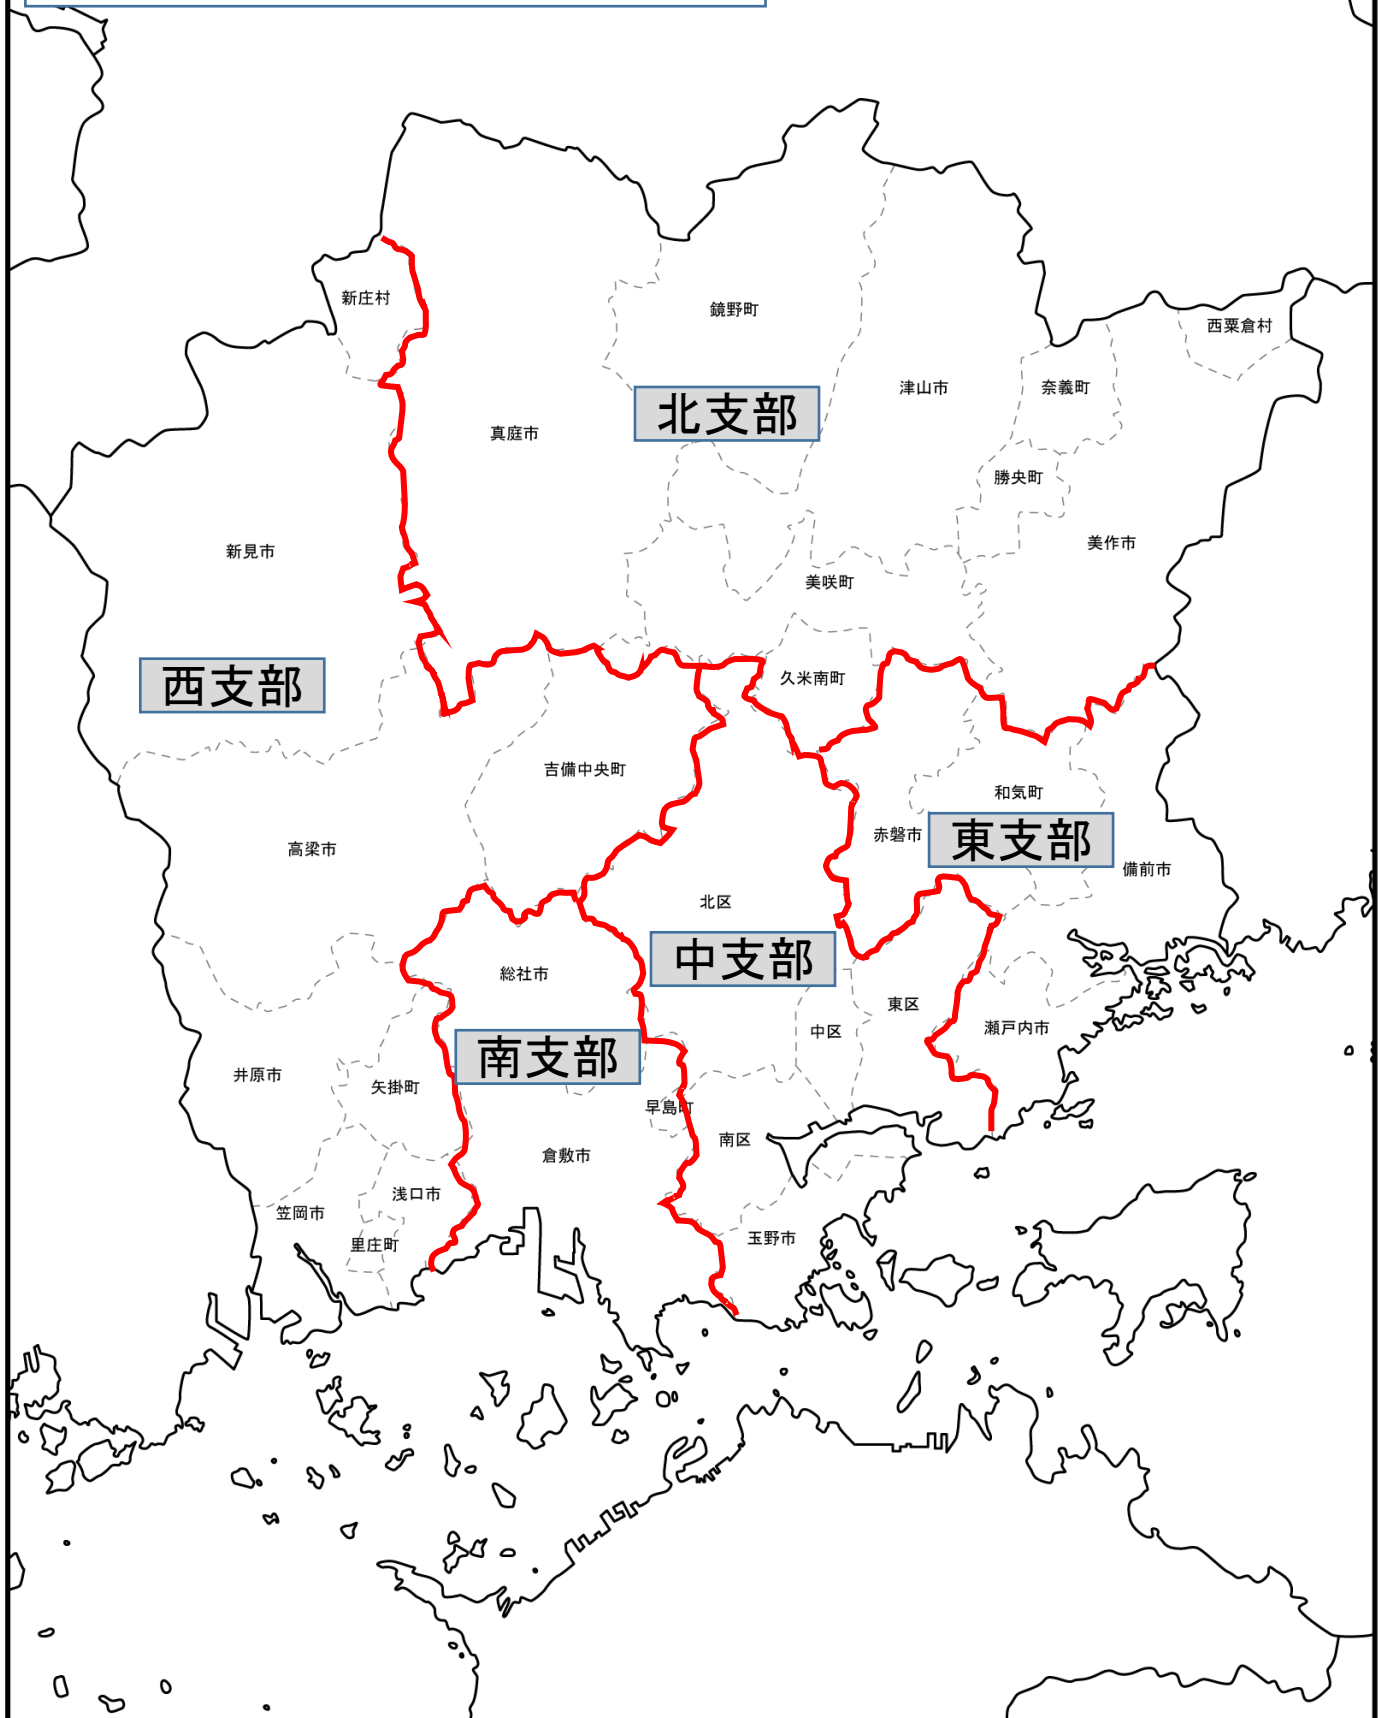 新庄村
鏡野町
西粟倉村
津山市
奈義町
北支部
真庭市
勝央町
美作市
新見市
美咲町
久米南町
西支部
吉備中央町
和気町
赤磐市
東支部
高梁市
備前市
北区
中支部
総社市
東区
瀬戸内市
中区
南支部
井原市
矢掛町
早島町
南区
倉敷市
浅口市
笠岡市
玉野市
里庄町